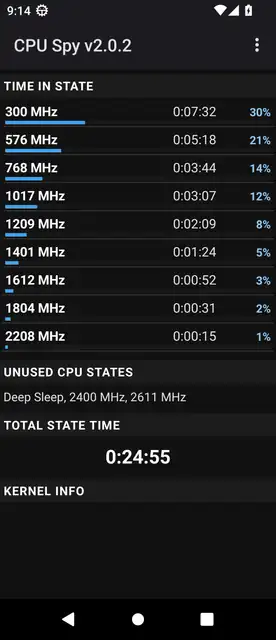 9:14
CPU Spy v2.0.2
TIME IN STATE
300 MHz 0:07:32 30%
576 MHz 0:05:18 21%
768 MHz 0:03:44 14%
1017 MHz 0:03:07 12%
1209 MHz 0:02:09 8%
1401 MHz 0:01:24 5%
1612 MHz 0:00:52 3%
1804 MHz 0:00:31 2%
2208 MHz 0:00:15 1%
UNUSED CPU STATES
Deep Sleep, 2400 MHz, 2611 MHz
TOTAL STATE TIME
0:24:55
KERNEL INFO